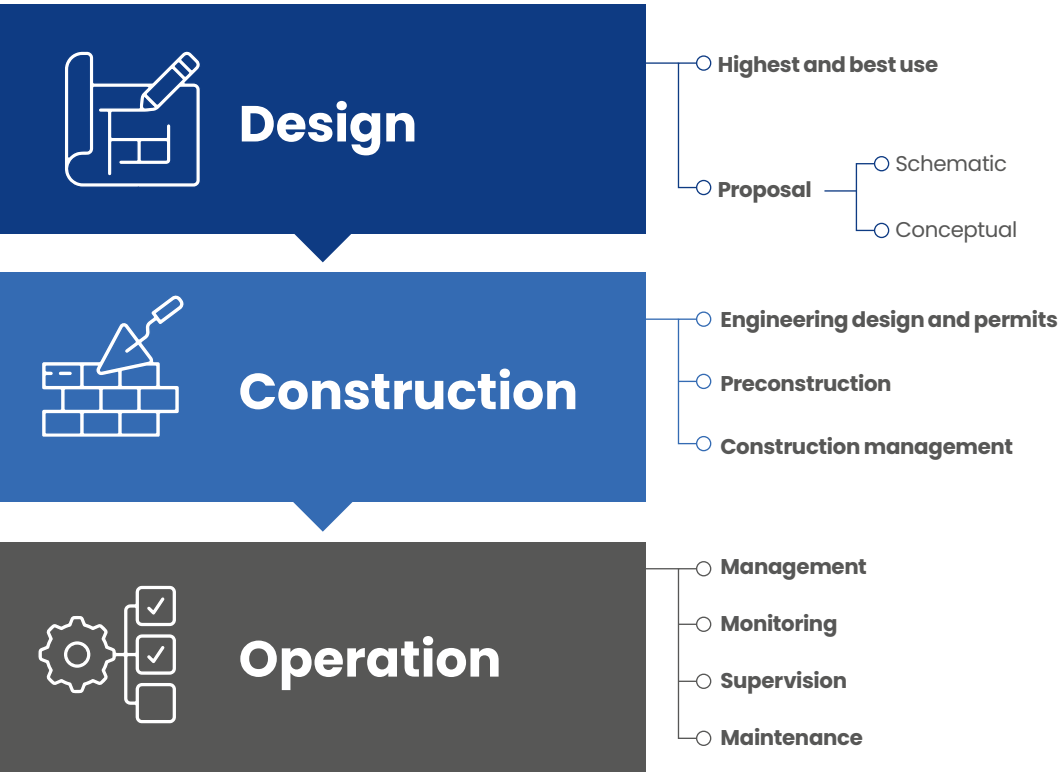 Design
Highest and best use
Proposal
Schematic
Conceptual
Construction
Engineering design and permits
Preconstruction
Construction management
Operation
Management
Monitoring
Supervision
Maintenance